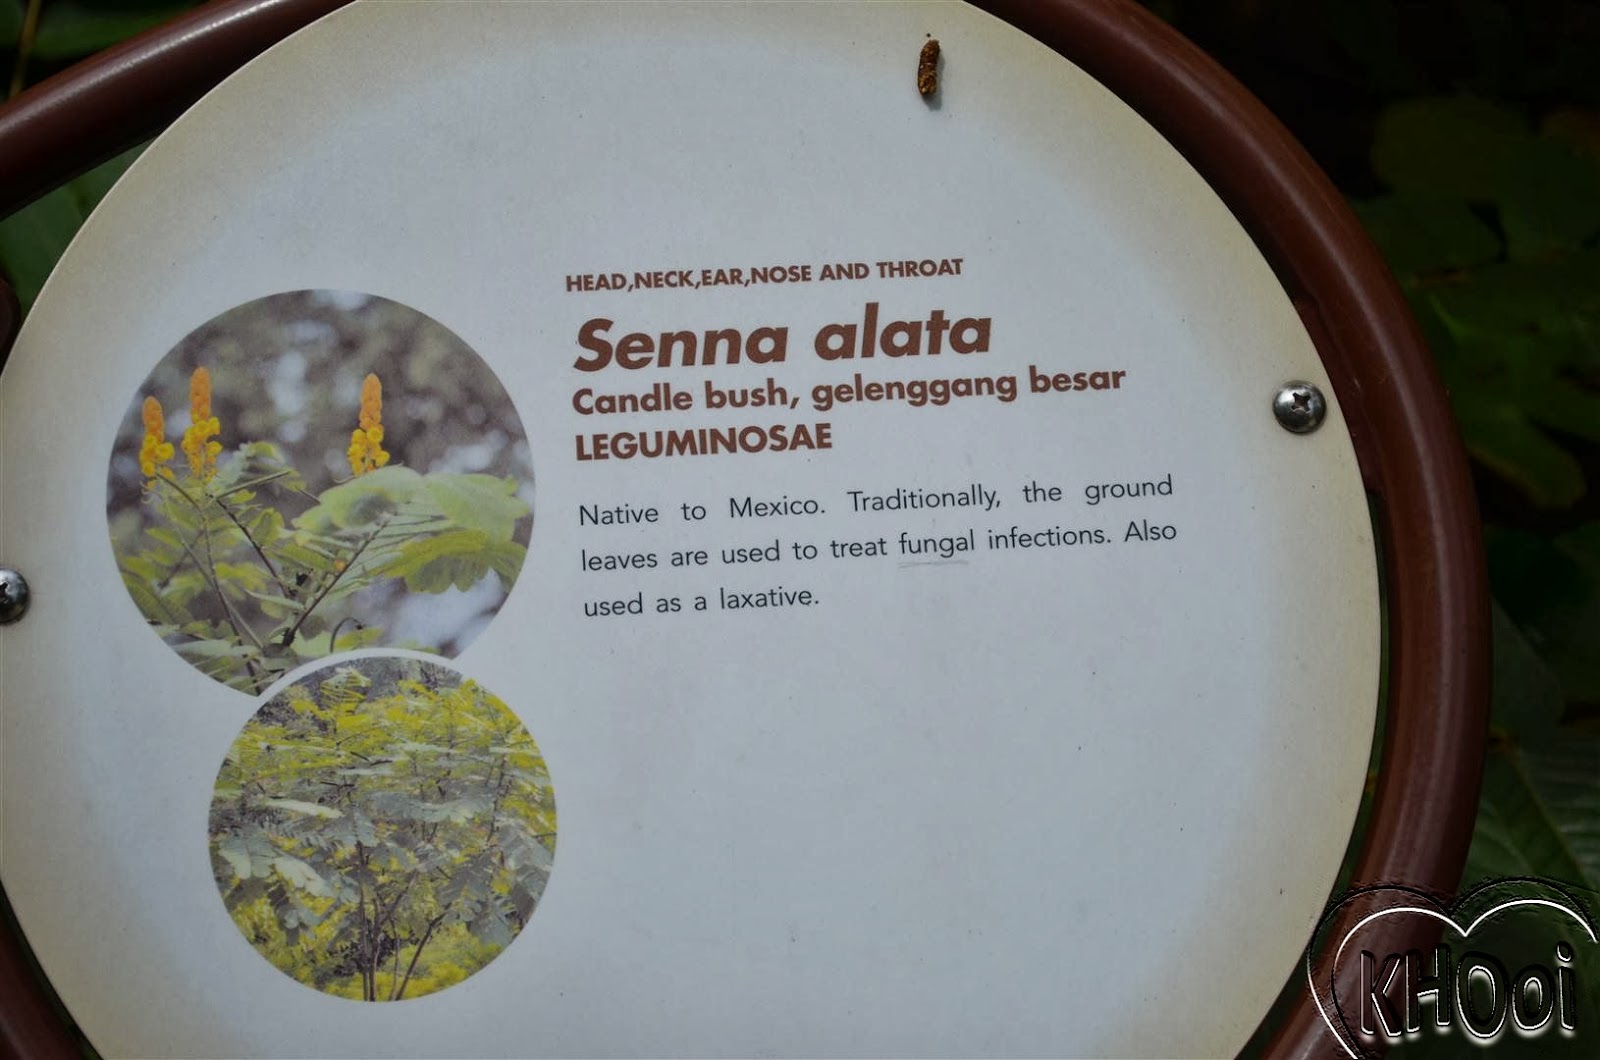 HEAD,NECK,EAR,NOSE AND THROAT
Senna alata
Candle bush, gelenggang besar
LEGUMINOSAE
Native to Mexico. Traditionally, the ground
leaves are used to treat fungal infections. Also
used as a laxative.
KHOoi